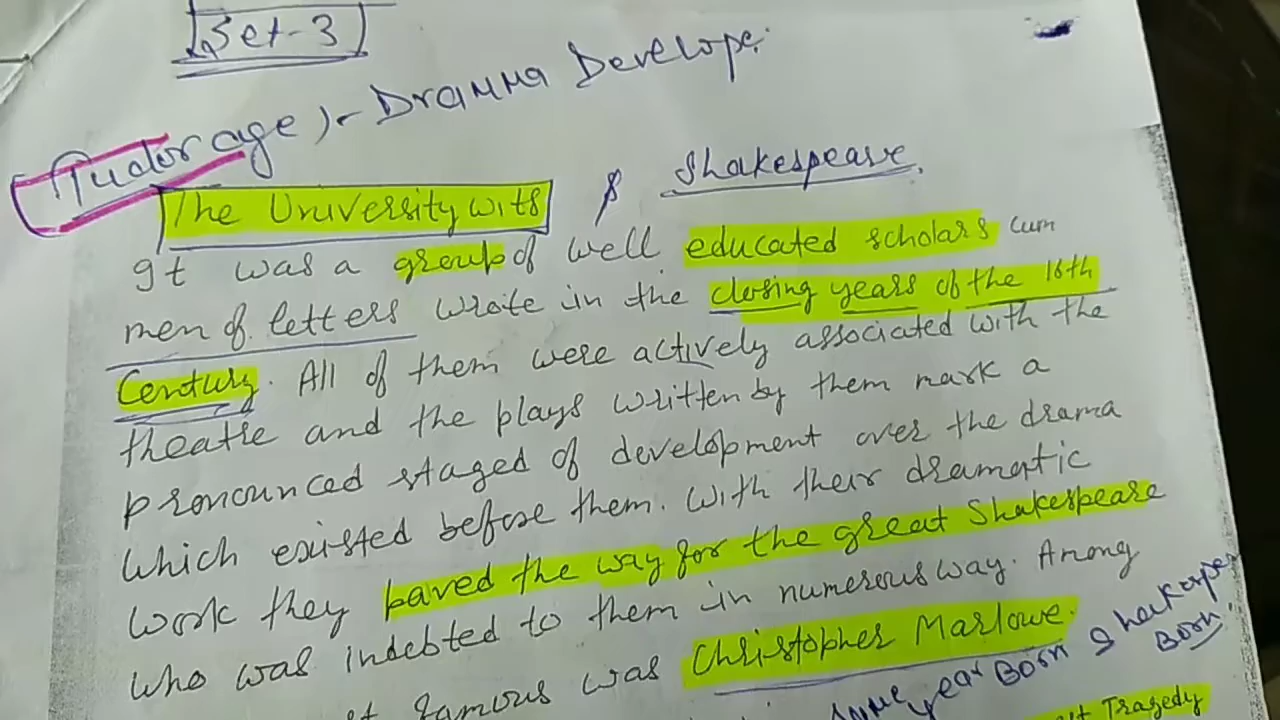 Set-3
(Tudor age) :- Dramma Develope.
The University wits & Shakespeare.
It was a group of well educated scholars cum
men of letters wrote in the closing years of the 16th
Century. All of them were actively associated with the
theatre and the plays written by them mark a
pronounced staged of development over the drama
which existed before them. With their dramatic
work they paved the way for the great Shakespeare
who was indebted to them in numerous way. Among
famous was Christopher Marlowe.
year Born Shakespe
Born.
Tragedy